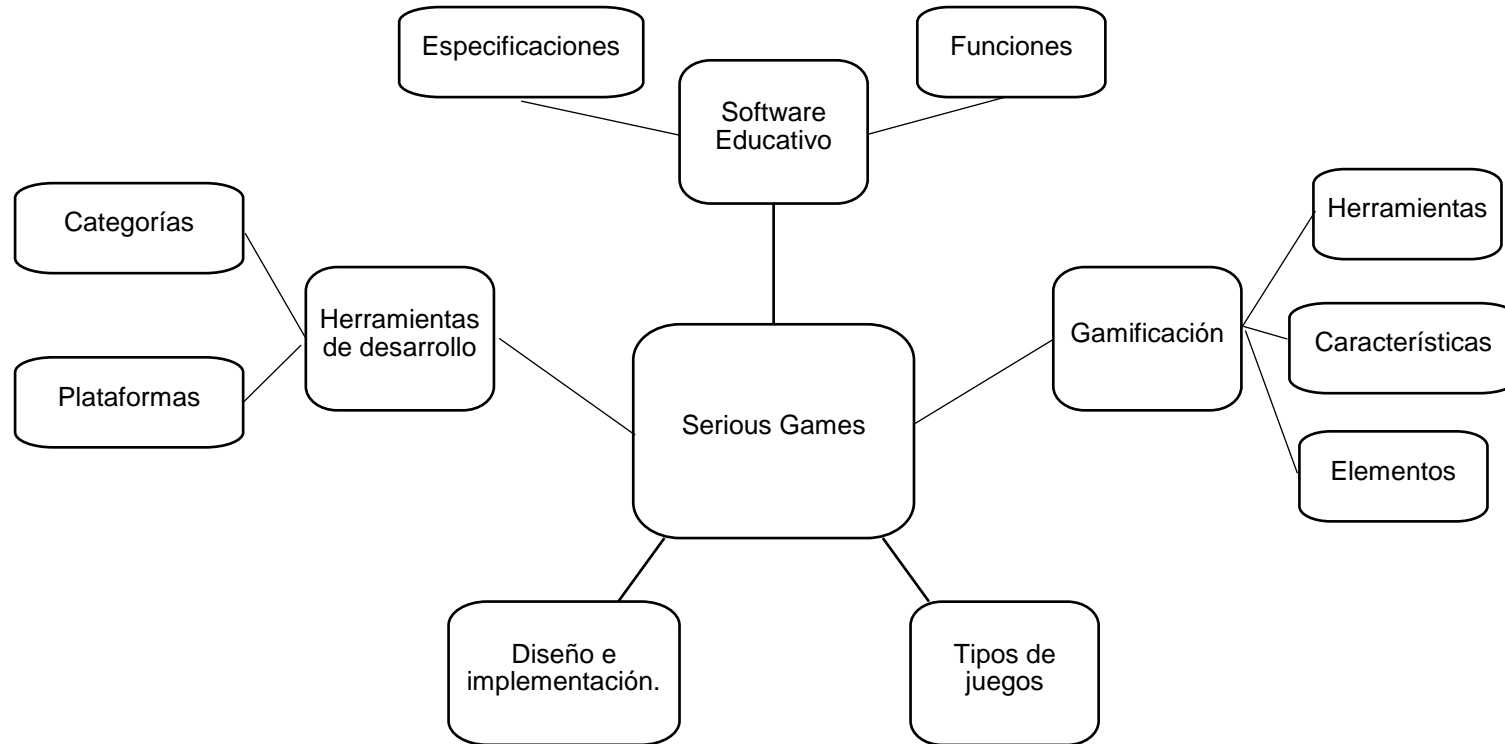 Especificaciones
Funciones
Software
Educativo
Categorías
Herramientas
Herramientas
de desarrollo
Gamificación
Característísticas
Plataformas
Serious Games
Elementos
Diseño e
implementación.
Tipos de
juegos